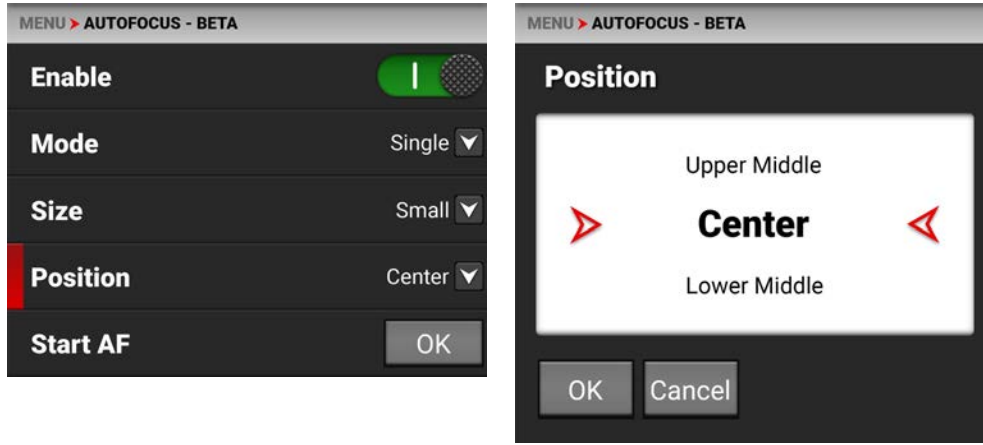 MENU > AUTOFOCUS - BETA
Enable
Mode Single
Size Small
Position Center
Start AF OK
MENU > AUTOFOCUS - BETA
Position
Upper Middle
Center
Lower Middle
OK Cancel